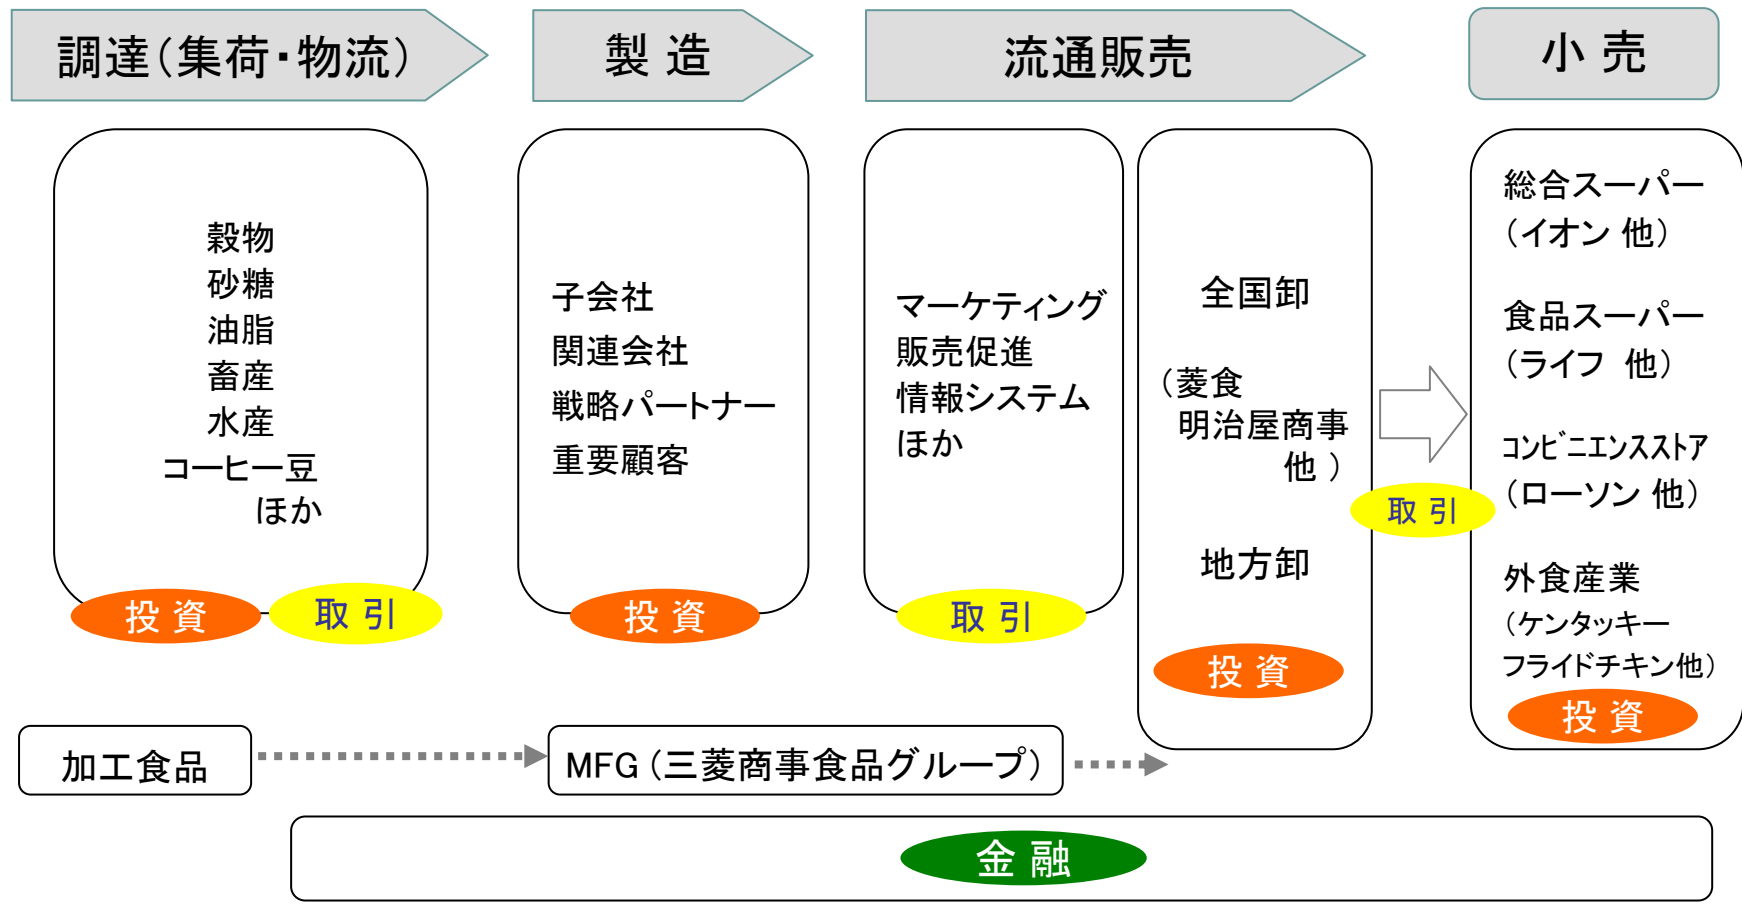 調達（集荷・物流）
製 造
流通販売
小 売
穀物
砂糖
油脂
畜産
水産
コーヒー豆
ほか
投 資
取 引
子会社
関連会社
戦略パートナー
重要顧客
投 資
マーケティング
販売促進
情報システム
ほか
取 引
全国卸
（菱食
明治屋商事
他 ）
地方卸
投 資
取 引
総合スーパー
（イオン 他）
食品スーパー
（ライフ 他）
コンビニエンスストア
（ローソン 他）
外食産業
（ケンタッキー
フライドチキン他）
投 資
加工食品
MFG（三菱商事食品グループ）
金 融